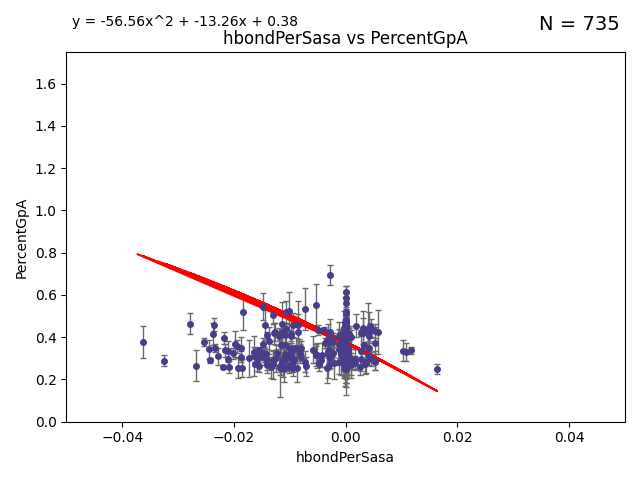 y = -56.56x^2 + -13.26x + 0.38
N = 735
hbondPerSasa vs PercentGpA
PercentGpA
1.6
1.4
1.2
1.0
0.8
0.6
0.4
0.2
0.0
−0.04 −0.02 0.00 0.02 0.04
hbondPerSasa